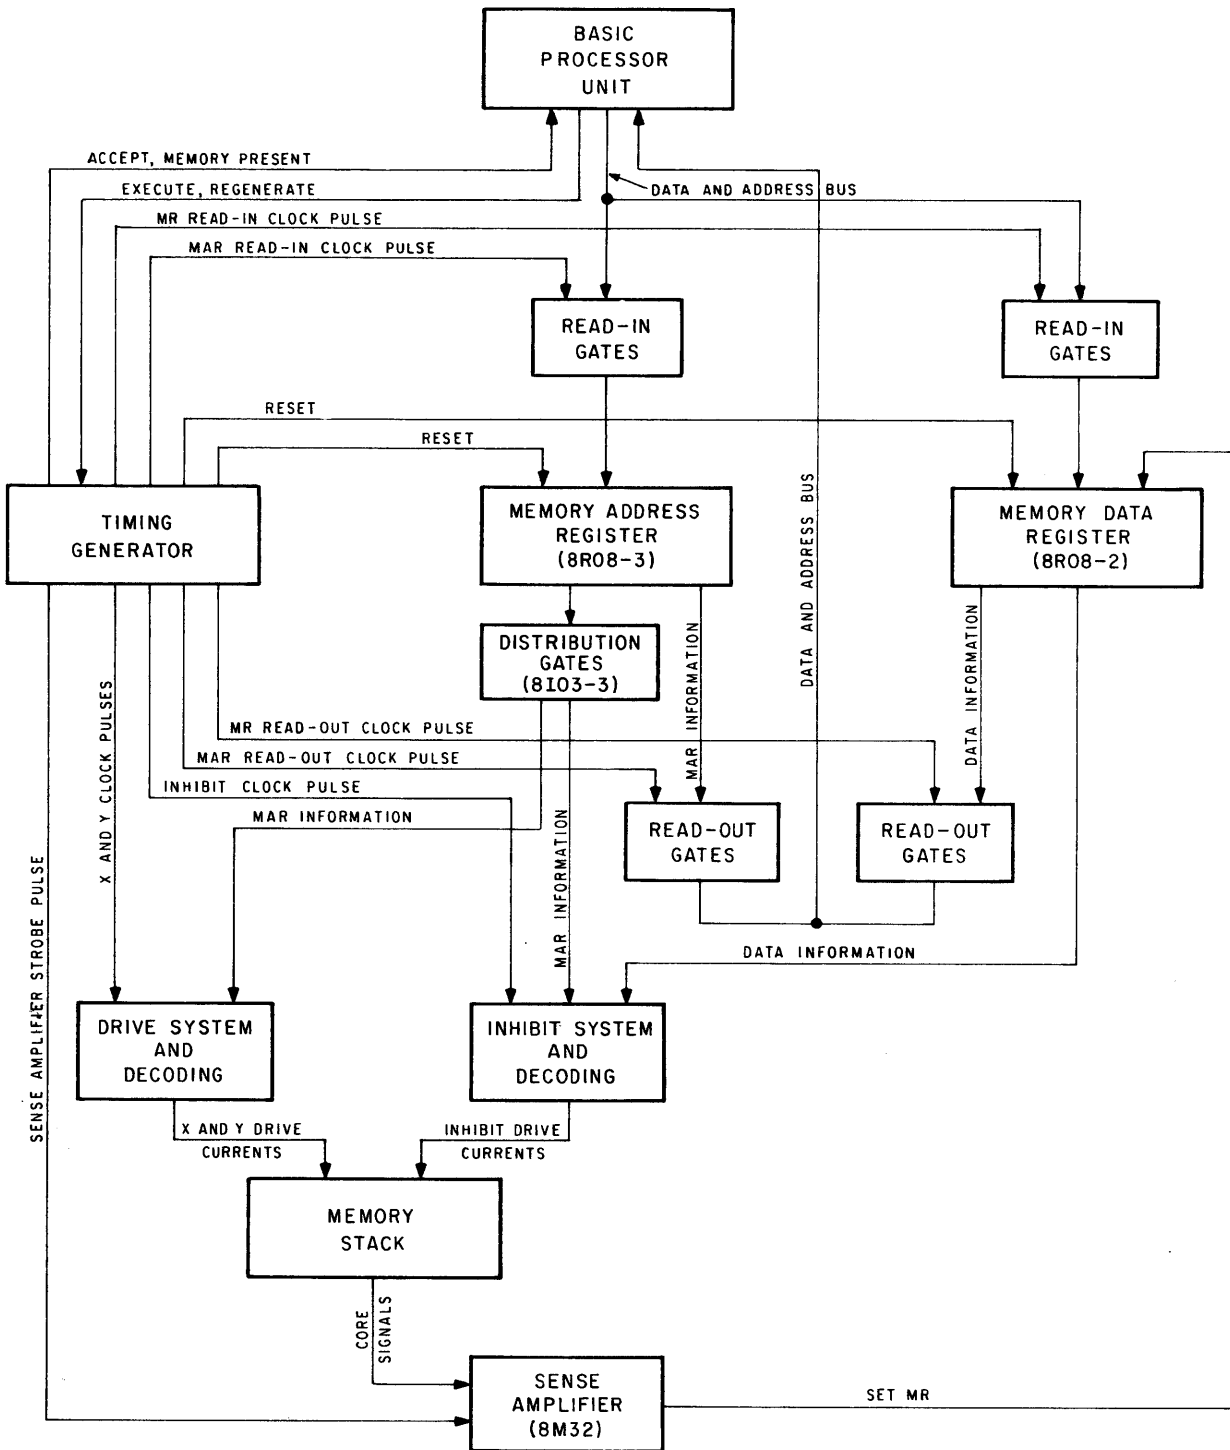 BASIC
PROCESSOR
UNIT
ACCEPT, MEMORY PRESENT
EXECUTE, REGENERATE
DATA AND ADDRESS BUS
MR READ-IN CLOCK PULSE
MAR READ-IN CLOCK PULSE
READ-IN
GATES
READ-IN
GATES
RESET
RESET
TIMING
GENERATOR
MEMORY ADDRESS
REGISTER
(8R08-3)
DATA AND ADDRESS BUS
MEMORY DATA
REGISTER
(8R08-2)
DISTRIBUTION
GATES
(8I03-3)
MAR INFORMATION
DATA INFORMATION
X AND Y CLOCK PULSES
MR READ-OUT CLOCK PULSE
MAR READ-OUT CLOCK PULSE
INHIBIT CLOCK PULSE
MAR INFORMATION
MAR INFORMATION
READ-OUT
GATES
READ-OUT
GATES
SENSE AMPLIFIER STROBE PULSE
DATA INFORMATION
DRIVE SYSTEM
AND
DECODING
INHIBIT SYSTEM
AND
DECODING
X AND Y DRIVE
CURRENTS
INHIBIT DRIVE
CURRENTS
MEMORY
STACK
CORE
SIGNALS
SENSE
AMPLIFIER
(8M32)
SET MR